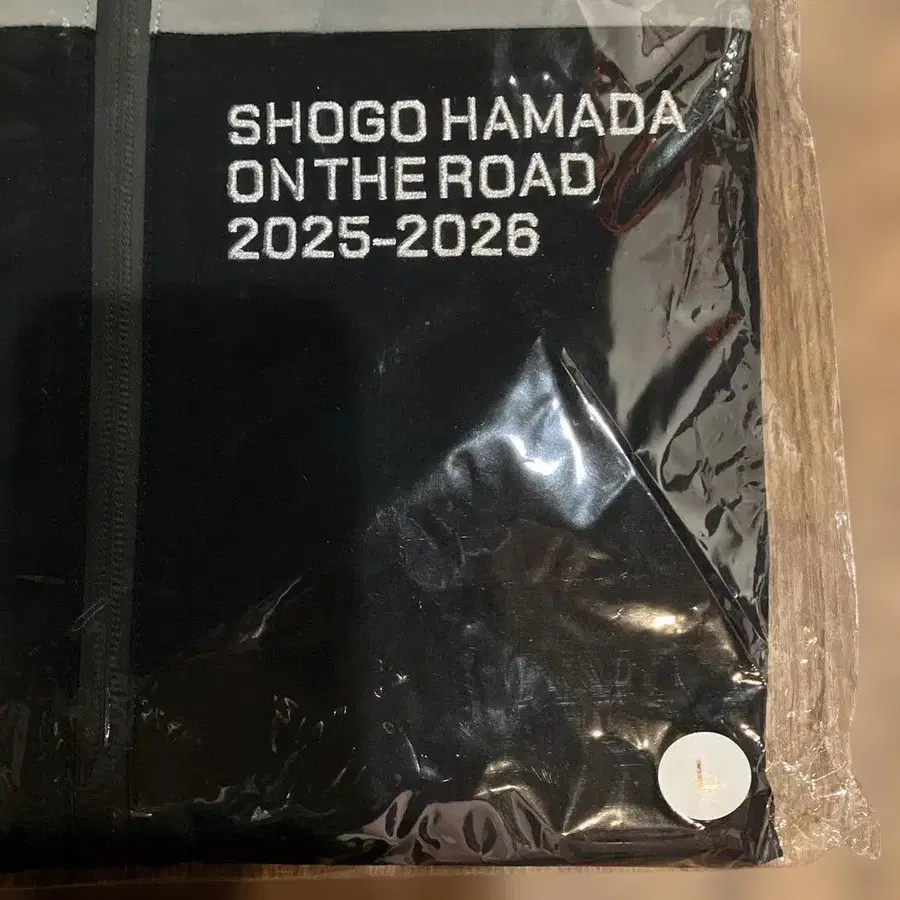 SHOGO HAMADA
ON THE ROAD
2025-2026
L